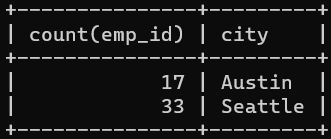 +---------------+---------+
| count(emp_id) | city    |
+---------------+---------+
|            17 | Austin  |
|            33 | Seattle |
+---------------+---------+